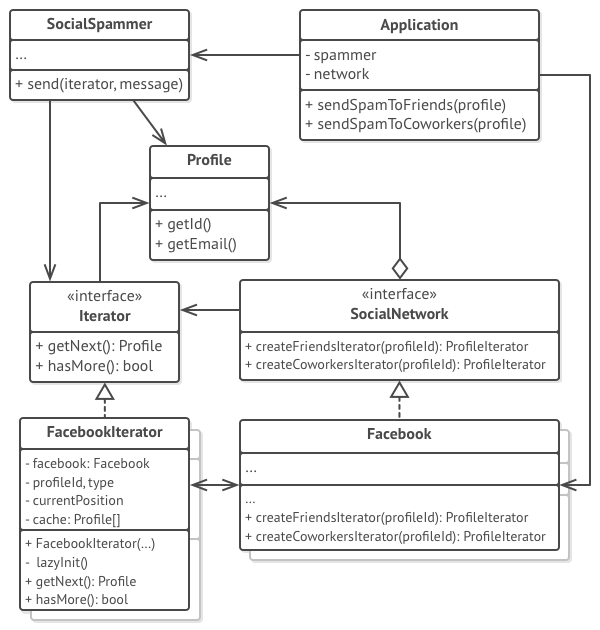 SocialSpammer
...
+ send(iterator, message)
Application
- spammer
- network
+ sendSpamToFriends(profile)
+ sendSpamToCoworkers(profile)
Profile
...
+ getId()
+ getEmail()
«interface»
Iterator
+ getNext(): Profile
+ hasMore(): bool
«interface»
SocialNetwork
+ createFriendsIterator(profileId): ProfileIterator
+ createCoworkersIterator(profileId): ProfileIterator
FacebookIterator
- facebook: Facebook
- profileId, type
- currentPosition
- cache: Profile[]
+ FacebookIterator(...)
- lazyInit()
+ getNext(): Profile
+ hasMore(): bool
Facebook
...
...
+ createFriendsIterator(profileId): ProfileIterator
+ createCoworkersIterator(profileId): ProfileIterator